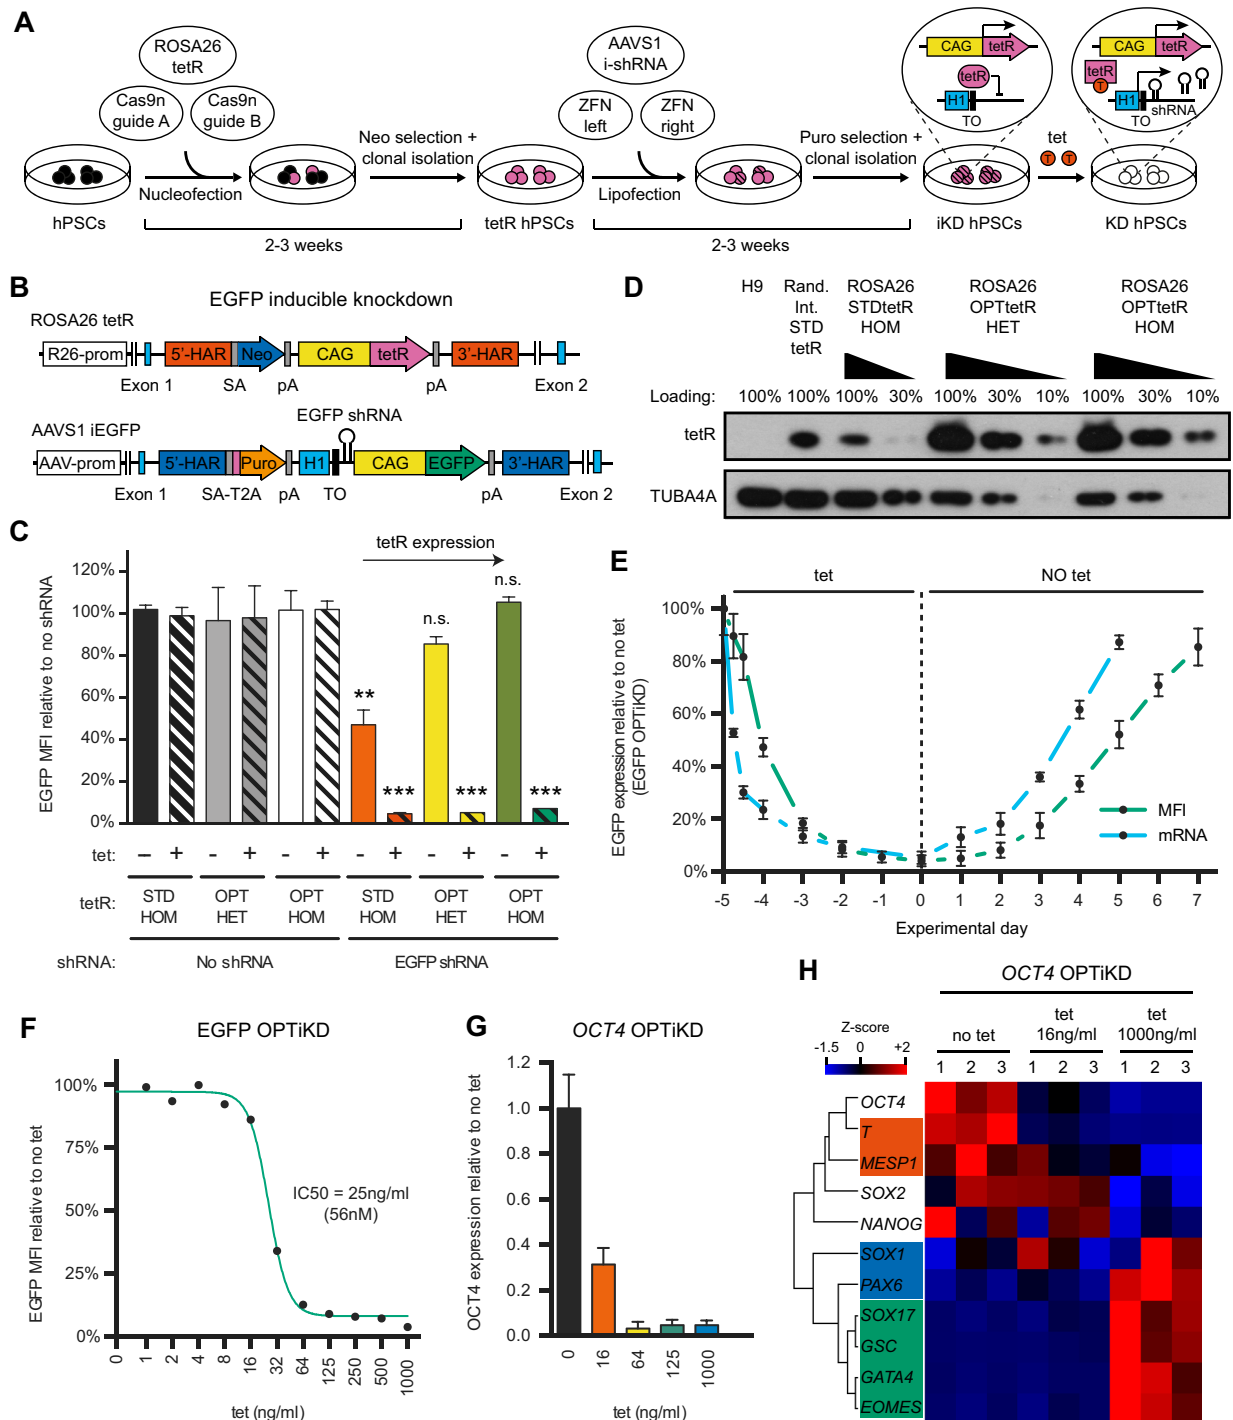 A
ROSA26
tetR
Cas9n
guide A
Cas9n
guide B
Nucleofection
hPSCs
Neo selection +
clonal isolation
2-3 weeks
tetR hPSCs
AAVS1
i-shRNA
ZFN
left
ZFN
right
Lipofection
Puro selection +
clonal isolation
2-3 weeks
CAG
tetR
tetR
H1
TO
iKD hPSCs
tet
T
T
CAG
tetR
tetR
T
H1
TO
shRNA
KD hPSCs
B
EGFP inducible knockdown
ROSA26 tetR
R26-prom
5'-HAR
Neo
CAG
tetR
3'-HAR
Exon 1
SA
pA
pA
Exon 2
EGFP shRNA
AAVS1 iEGFP
AAV-prom
5'-HAR
Puro
H1
CAG
EGFP
3'-HAR
Exon 1
SA-T2A
pA
TO
pA
Exon 2
C
tetR expression
EGFP MFI relative to no shRNA
120%
100%
80%
60%
40%
20%
0%
**
***
n.s.
***
n.s.
***
tet:
– + - + - + - + - + - +
tetR:
STD HOM
OPT HET
OPT HOM
STD HOM
OPT HET
OPT HOM
shRNA:
No shRNA
EGFP shRNA
D
H9
Rand.
Int.
STD
tetR
ROSA26
STDtetR
HOM
ROSA26
OPTtetR
HET
ROSA26
OPTtetR
HOM
Loading:
100% 100% 100% 30% 100% 30% 10% 100% 30% 10%
tetR
TUBA4A
E
tet
NO tet
EGFP expression relative to no tet
(EGFP OPTiKD)
100%
80%
60%
40%
20%
0%
MFI
mRNA
-5 -4 -3 -2 -1 0 1 2 3 4 5 6 7
Experimental day
F
EGFP OPTiKD
EGFP MFI relative to no tet
100%
75%
50%
25%
0%
IC50 = 25ng/ml
(56nM)
0 1 2 4 8 16 32 64 125 250 500 1000
tet (ng/ml)
G
OCT4 OPTiKD
OCT4 expression relative to no tet
1.2
1.0
0.8
0.6
0.4
0.2
0.0
0 16 64 125 1000
tet (ng/ml)
H
OCT4 OPTiKD
Z-score
-1.5 0 +2
no tet
tet
16ng/ml
tet
1000ng/ml
1 2 3 1 2 3 1 2 3
OCT4
T
MESP1
SOX2
NANOG
SOX1
PAX6
SOX17
GSC
GATA4
EOMES